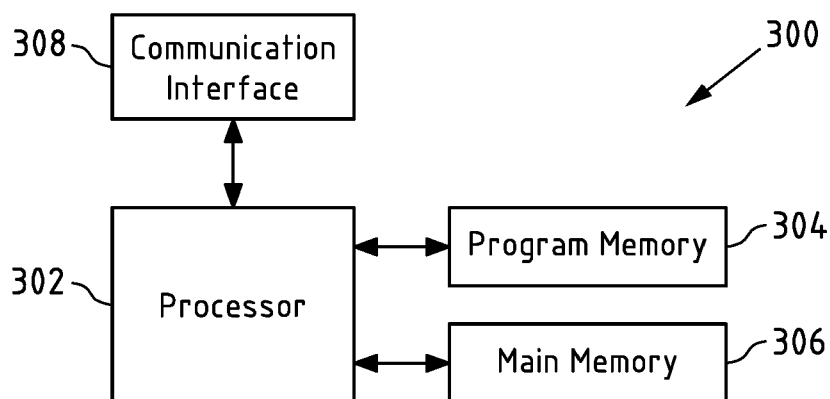 308
Communication
Interface
300
302
Processor
Program Memory
304
Main Memory
306